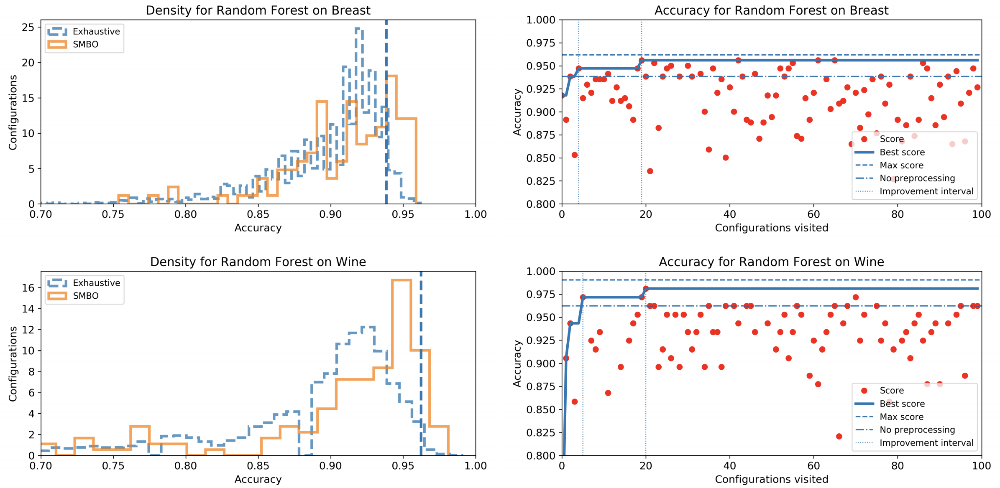 Density for Random Forest on Breast
25
20
15
10
5
0
Configurations
Exhaustive
SMBO
0.70 0.75 0.80 0.85 0.90 0.95 1.00
Accuracy
Accuracy for Random Forest on Breast
1.000
0.975
0.950
0.925
0.900
0.875
0.850
0.825
0.800
Accuracy
Score
Best score
Max score
No preprocessing
Improvement interval
0 20 40 60 80 100
Configurations visited
Density for Random Forest on Wine
16
14
12
10
8
6
4
2
0
Configurations
Exhaustive
SMBO
0.70 0.75 0.80 0.85 0.90 0.95 1.00
Accuracy
Accuracy for Random Forest on Wine
1.000
0.975
0.950
0.925
0.900
0.875
0.850
0.825
0.800
Accuracy
Score
Best score
Max score
No preprocessing
Improvement interval
0 20 40 60 80 100
Configurations visited